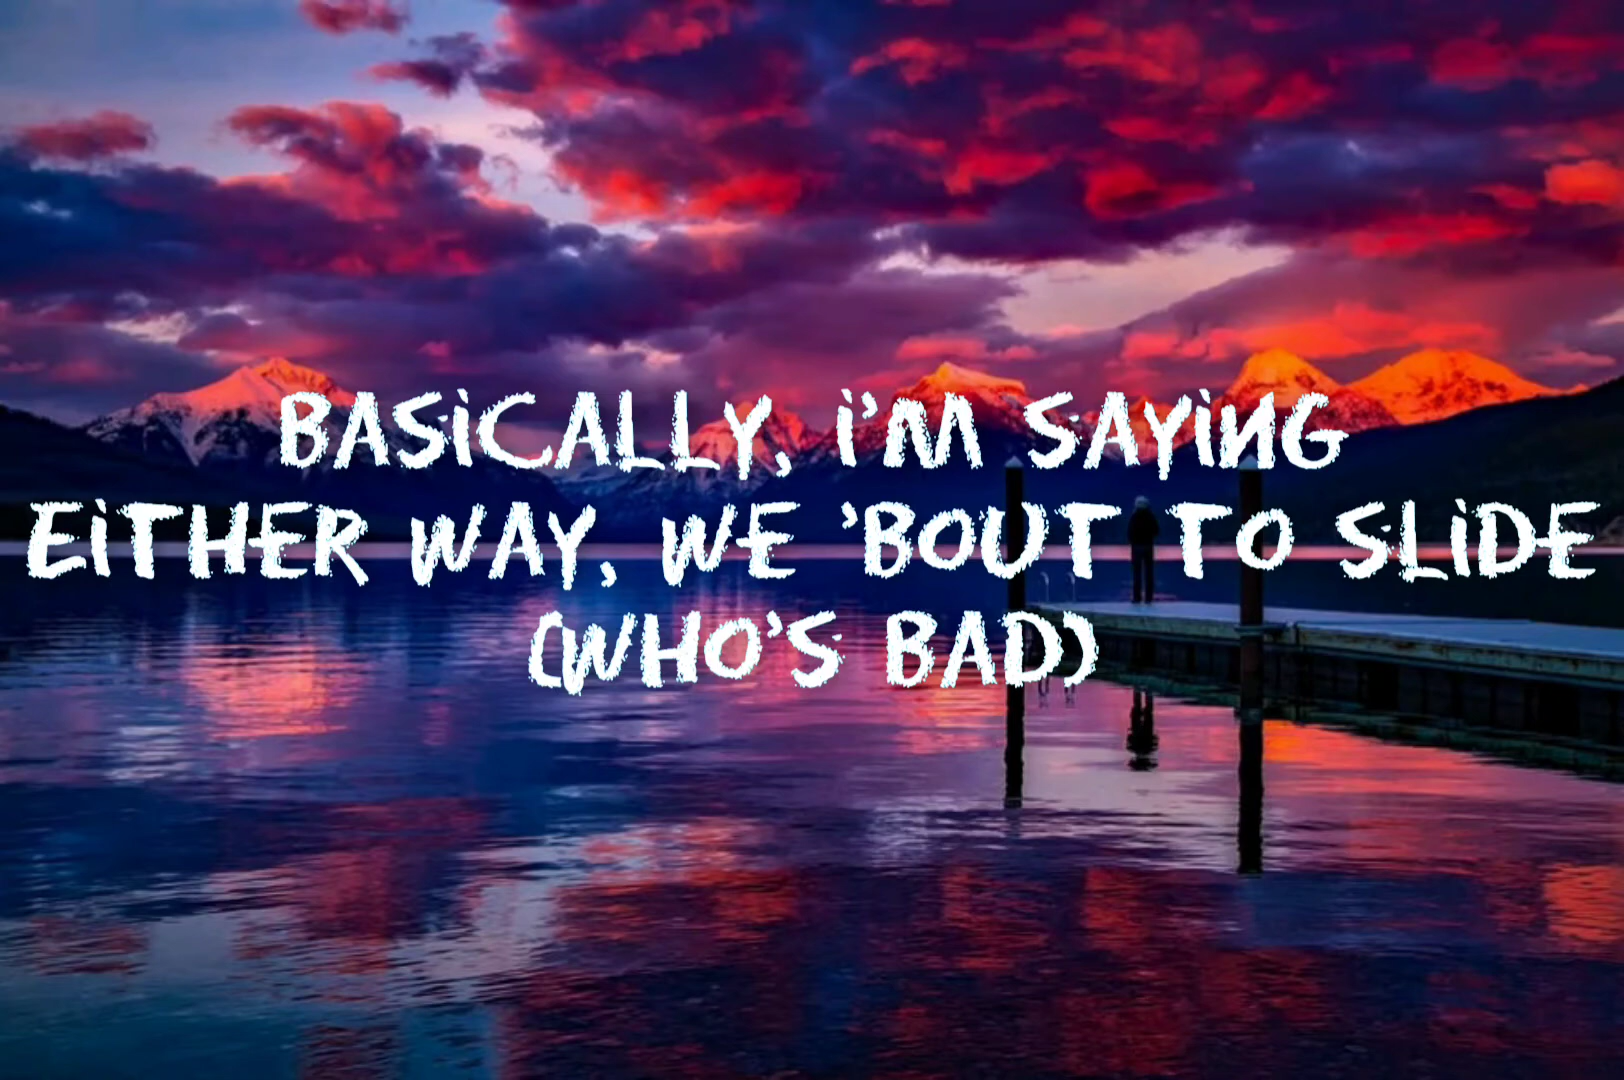 BASiCALLY, i'M SAYiNG
EiTHER WAY, WE 'BOUT TO SLiDE
(WHO'S BAD)